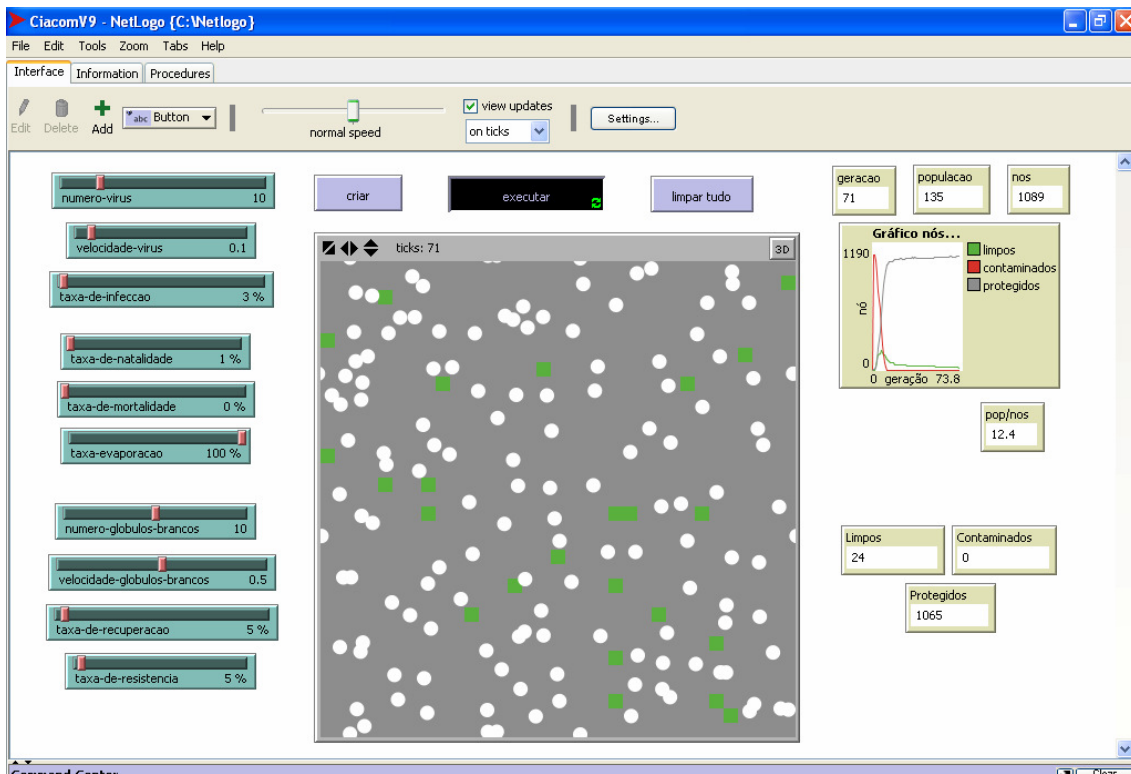 CiacomV9 - NetLogo {C:\Netlogo}
File Edit Tools Zoom Tabs Help
Interface Information Procedures
Edit Delete Add abc Button normal speed view updates on ticks Settings...
numero-virus 10
velocidade-virus 0.1
taxa-de-infeccao 3 %
taxa-de-natalidade 1 %
taxa-de-mortalidade 0 %
taxa-evaporacao 100 %
numero-globulos-brancos 10
velocidade-globulos-brancos 0.5
taxa-de-recuperacao 5 %
taxa-de-resistencia 5 %
criar executar limpar tudo
ticks: 71 3D
geracao 71
populacao 135
nos 1089
Gráfico nós...
1190
nó
0
0 geração 73.8
limpos
contaminados
protegidos
pop/nos
12.4
Limpos
24
Contaminados
0
Protegidos
1065
Command Center Clear